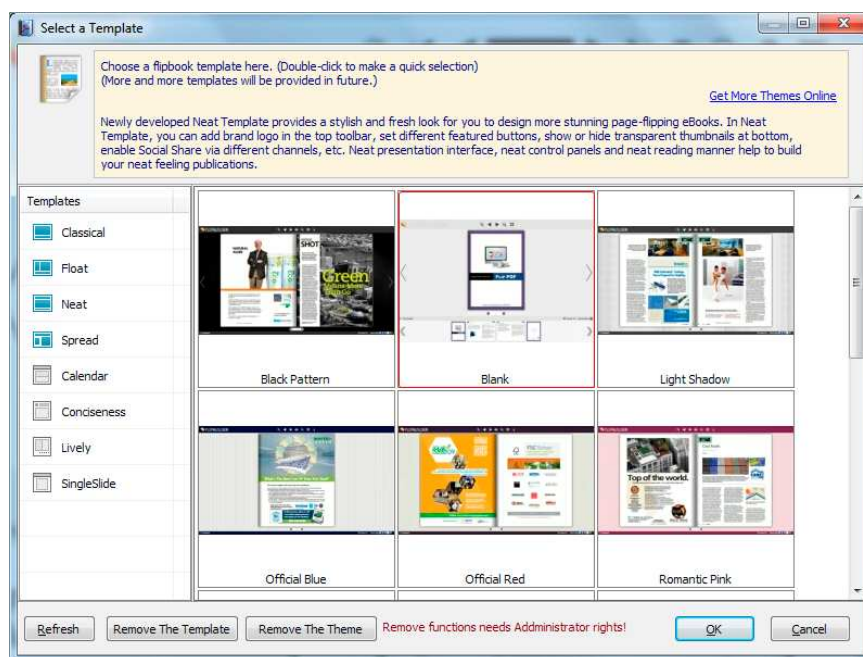 Select a Template
Choose a flipbook template here. (Double-click to make a quick selection)
(More and more templates will be provided in future.)
Get More Themes Online
Newly developed Neat Template provides a stylish and fresh look for you to design more stunning page-flipping eBooks. In Neat
Template, you can add brand logo in the top toolbar, set different featured buttons, show or hide transparent thumbnails at bottom,
enable Social Share via different channels, etc. Neat presentation interface, neat control panels and neat reading manner help to build
your neat feeling publications.
Templates
Classical
Float
Neat
Spread
Calendar
Conciseness
Lively
SingleSlide
SHOT
Green
Black Pattern
Blank
Light Shadow
Top of the world.
Official Blue
Official Red
Romantic Pink
Refresh
Remove The Template
Remove The Theme
Remove functions needs Addministrator rights!
OK
Cancel